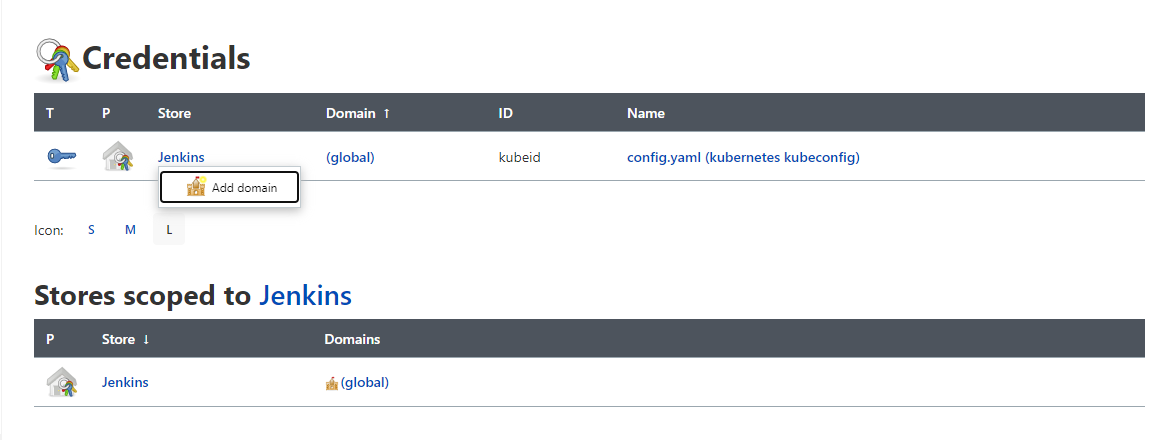 Credentials
T P Store Domain ↑ ID Name
Jenkins (global) kubeid config.yaml (kubernetes kubeconfig)
Add domain
Icon: S M L
Stores scoped to Jenkins
P Store ↓ Domains
Jenkins (global)